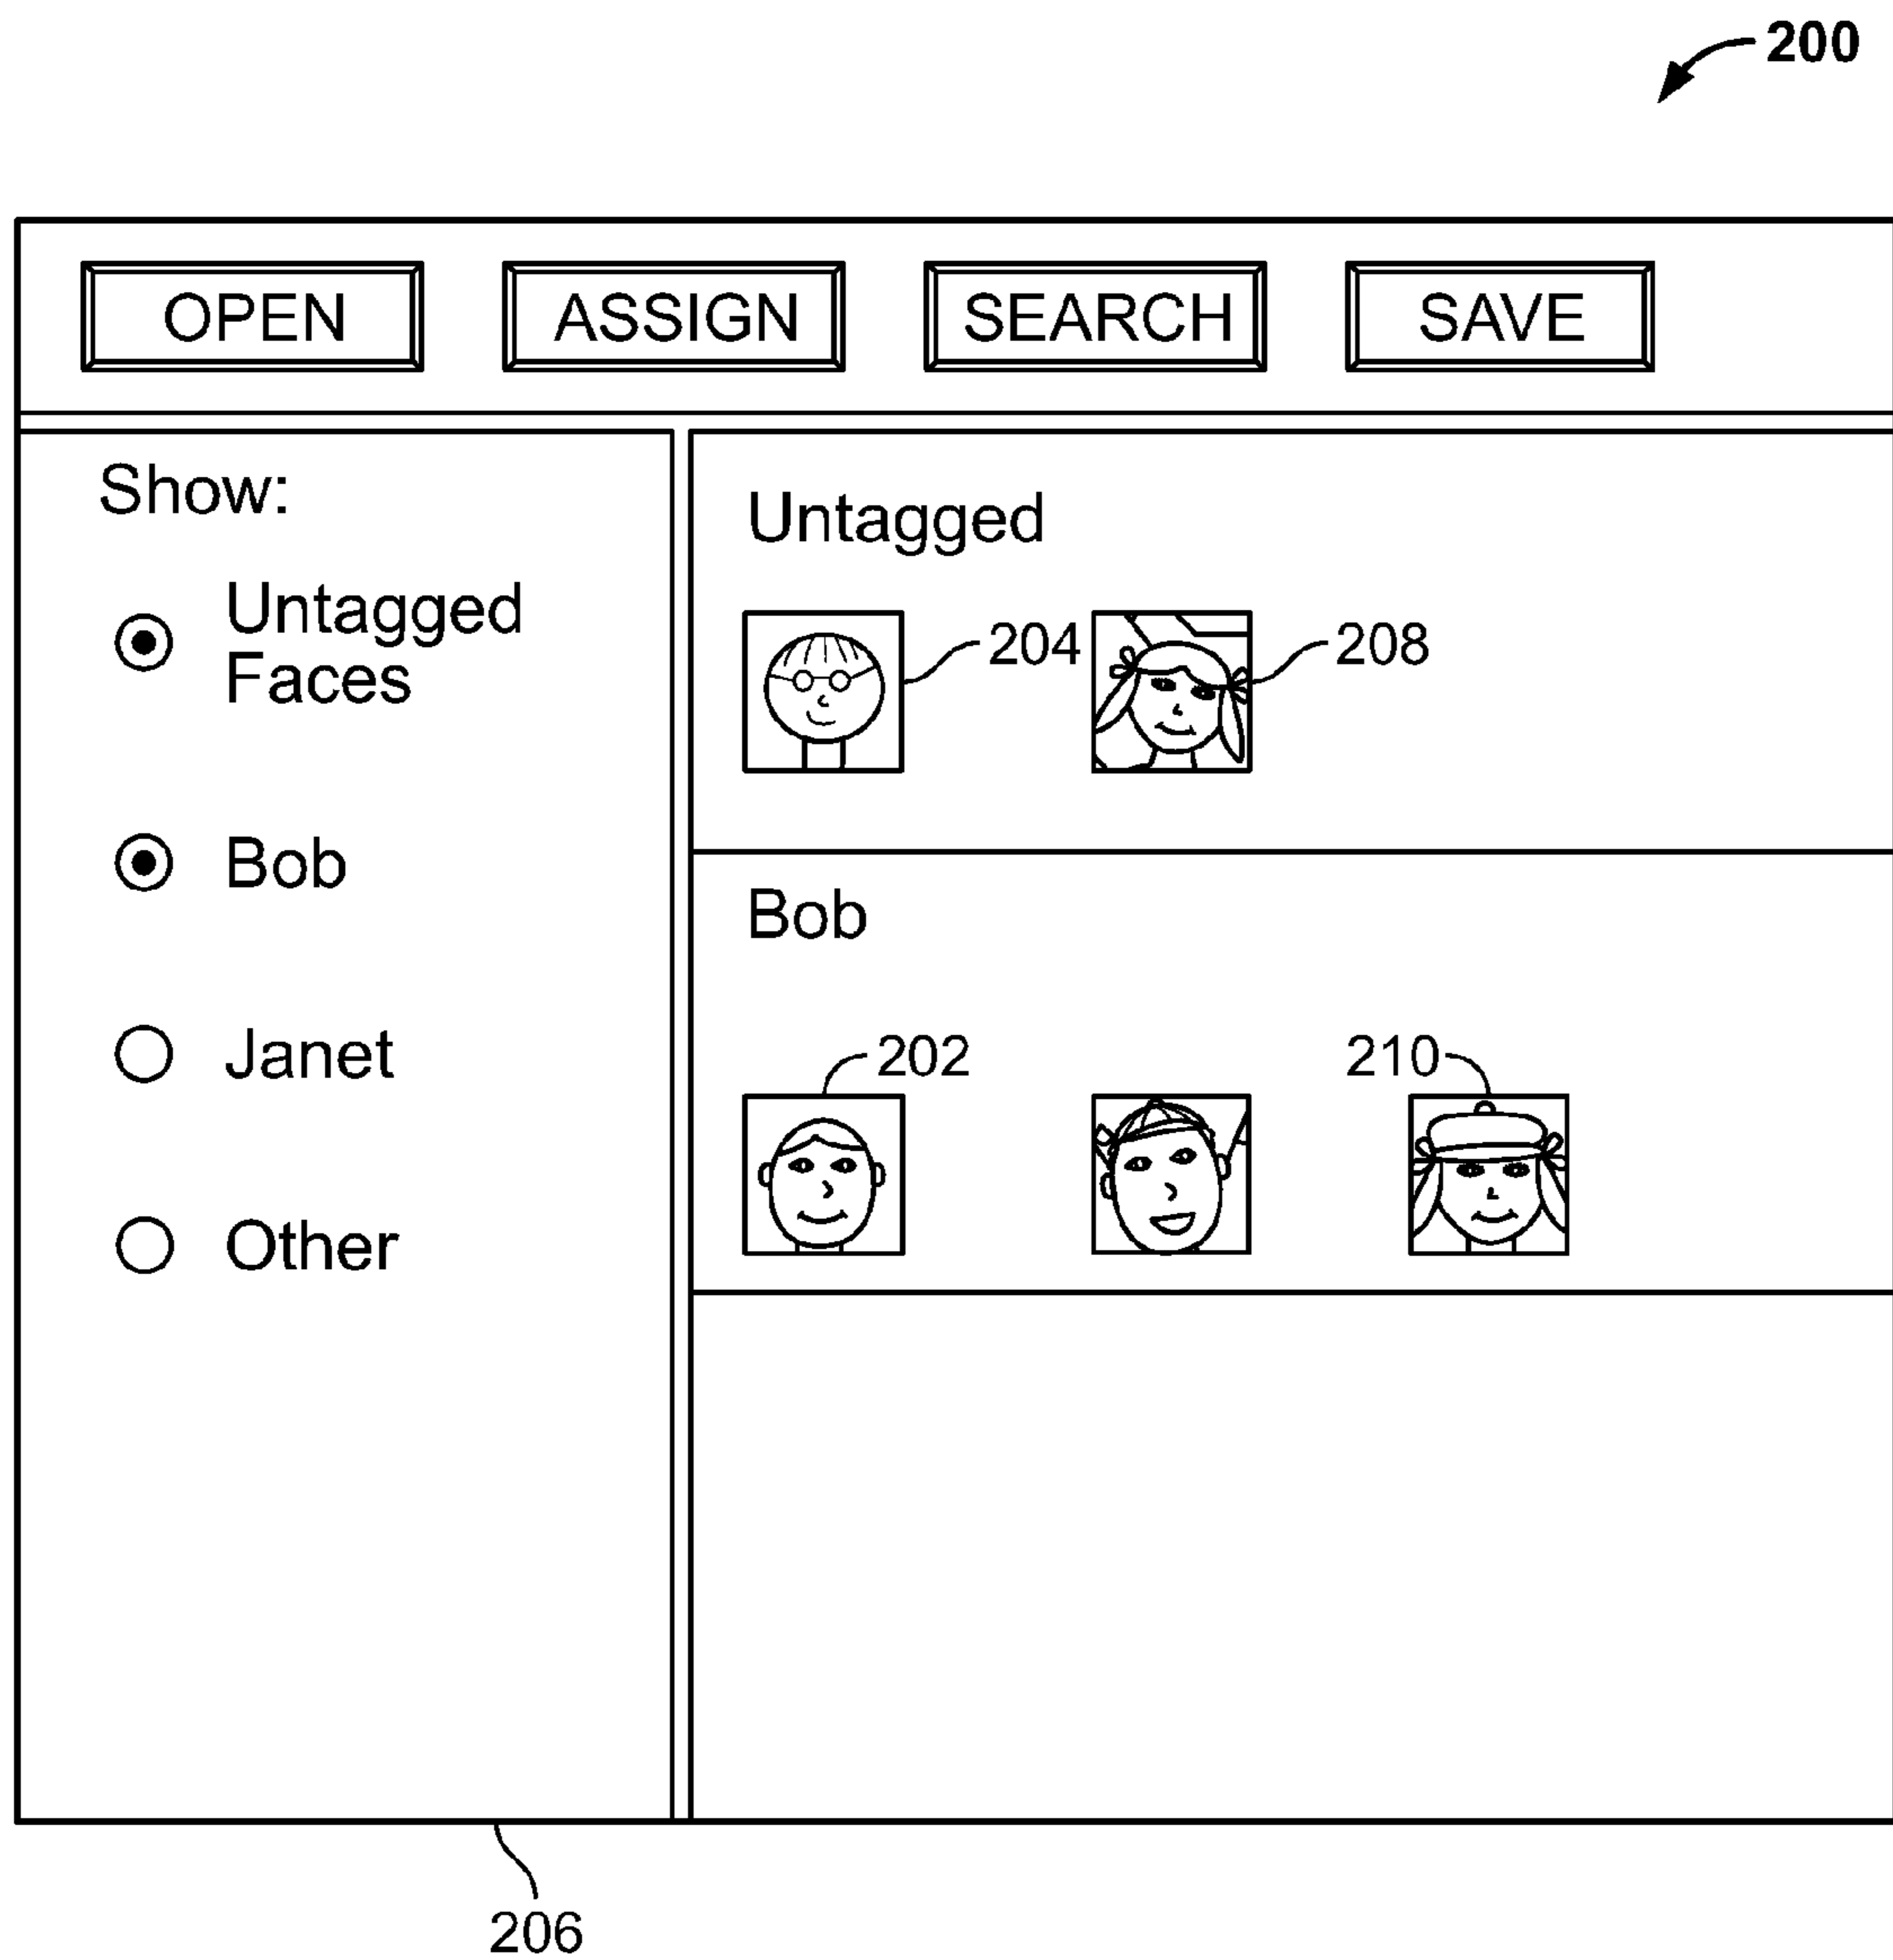 200
OPEN ASSIGN SEARCH SAVE
Show:
Untagged
Faces
Bob
Janet
Other
Untagged
204 208
Bob
202 210
206